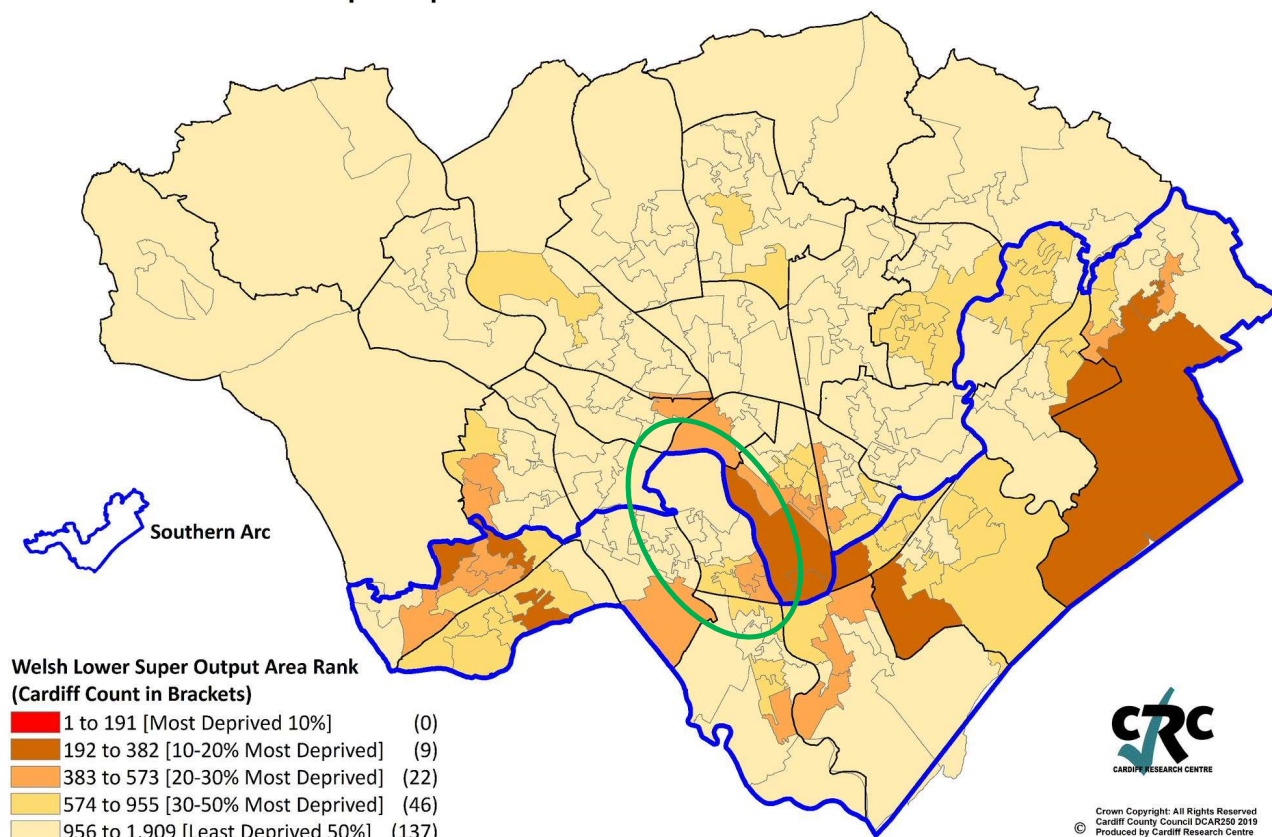 Southern Arc
Welsh Lower Super Output Area Rank
(Cardiff Count in Brackets)
1 to 191 [Most Deprived 10%] (0)
192 to 382 [10-20% Most Deprived] (9)
383 to 573 [20-30% Most Deprived] (22)
574 to 955 [30-50% Most Deprived] (46)
956 to 1,909 [Least Deprived 50%] (137)
CRC
CARDIFF RESEARCH CENTRE
Crown Copyright: All Rights Reserved
Cardiff County Council DCAR250 2019
© Produced by Cardiff Research Centre